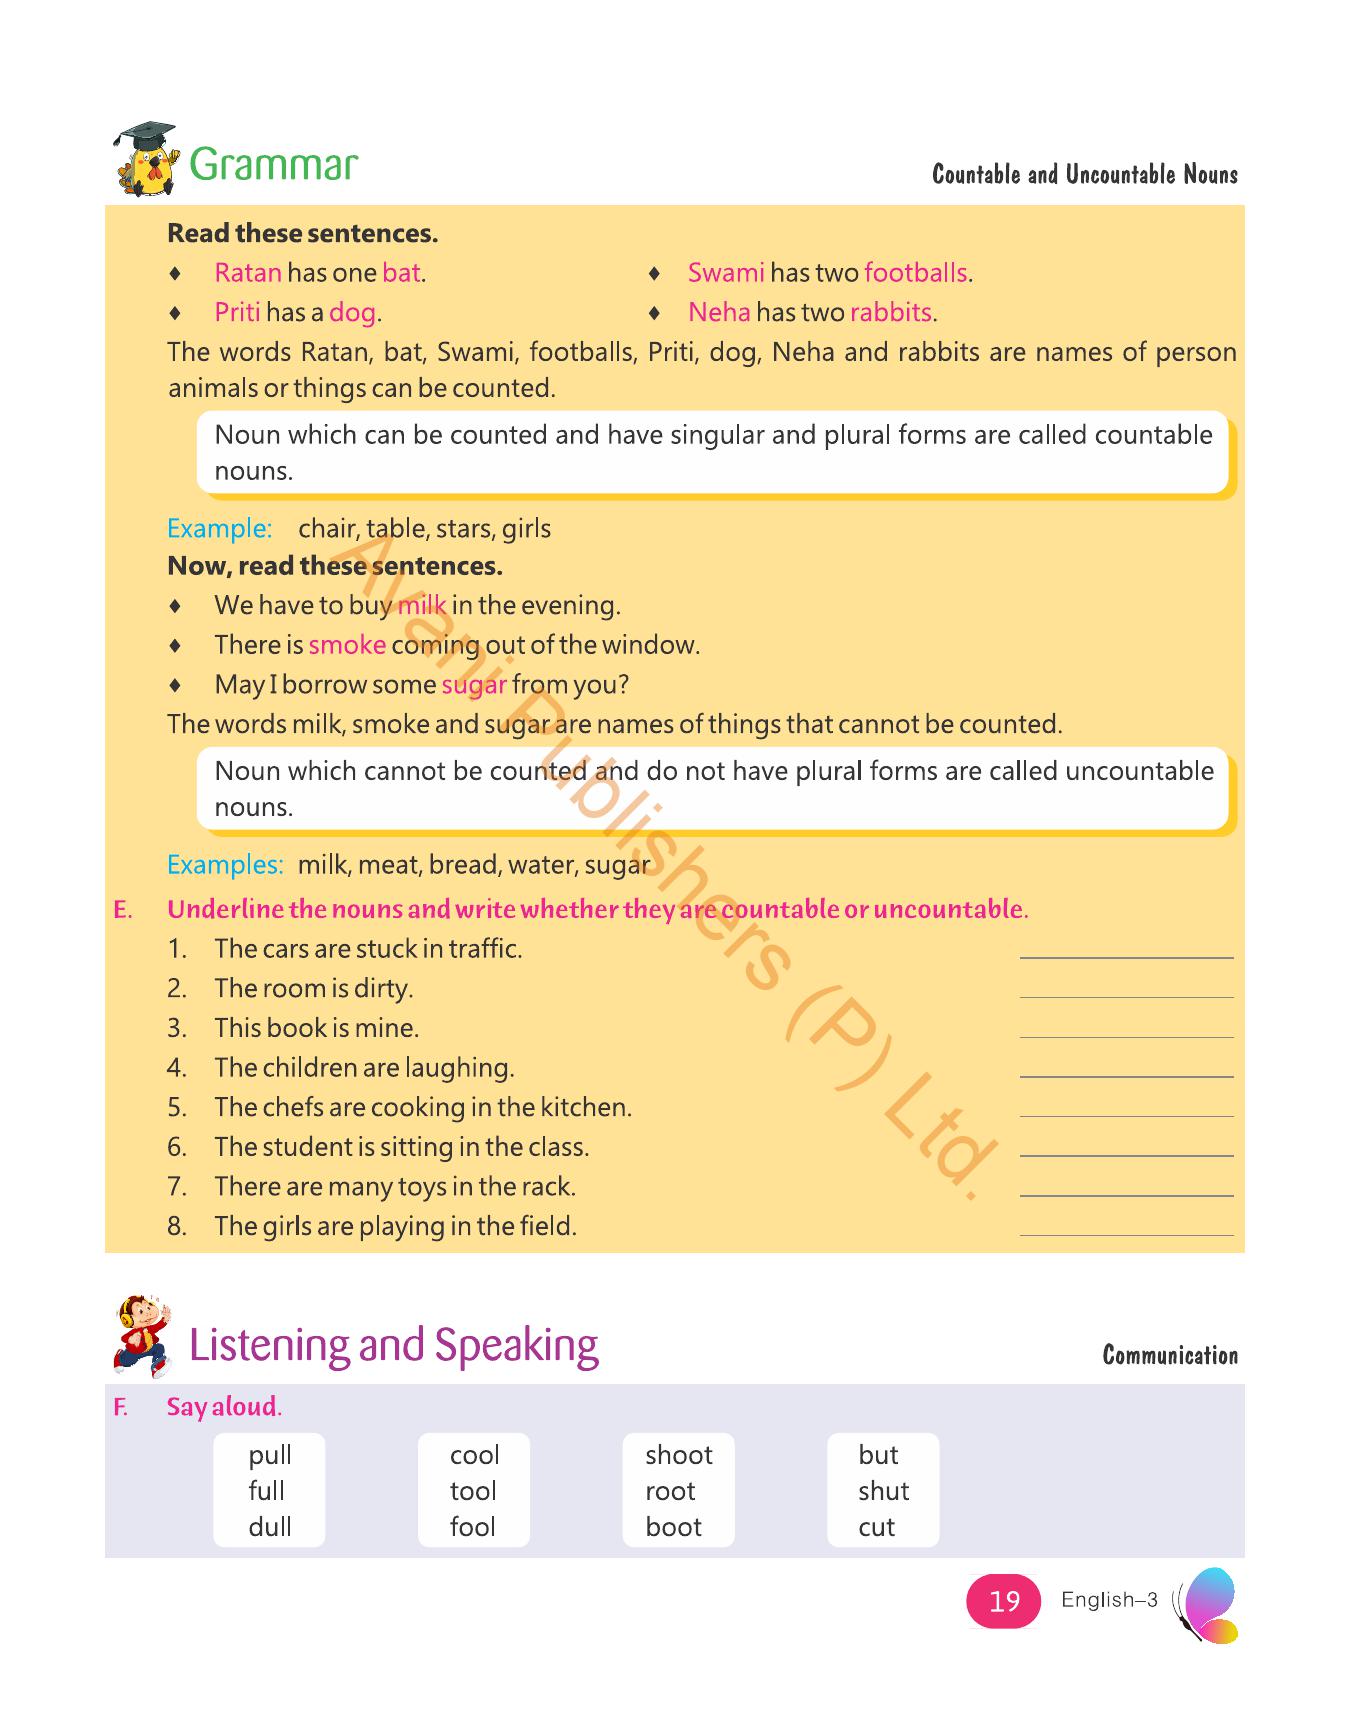 Grammar
Countable and Uncountable Nouns
Read these sentences.
♦ Ratan has one bat.
♦ Swami has two footballs.
♦ Priti has a dog.
♦ Neha has two rabbits.
The words Ratan, bat, Swami, footballs, Priti, dog, Neha and rabbits are names of person
animals or things can be counted.
Noun which can be counted and have singular and plural forms are called countable
nouns.
Example: chair, table, stars, girls
Now, read these sentences.
♦ We have to buy milk in the evening.
♦ There is smoke coming out of the window.
♦ May I borrow some sugar from you?
The words milk, smoke and sugar are names of things that cannot be counted.
Noun which cannot be counted and do not have plural forms are called uncountable
nouns.
Examples: milk, meat, bread, water, sugar
E. Underline the nouns and write whether they are countable or uncountable.
1. The cars are stuck in traffic.
2. The room is dirty.
3. This book is mine.
4. The children are laughing.
5. The chefs are cooking in the kitchen.
6. The student is sitting in the class.
7. There are many toys in the rack.
8. The girls are playing in the field.
Avani Publishers (P) Ltd.
Listening and Speaking
Communication
F. Say aloud.
pull
full
dull
cool
tool
fool
shoot
root
boot
but
shut
cut
19
English–3